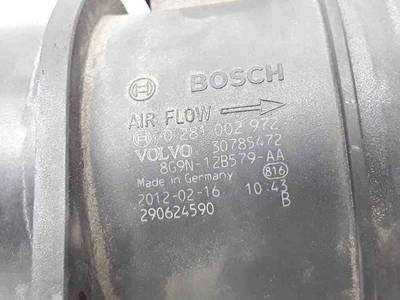 BOSCH
AIR FLOW
0 281 002 972
VOLVO 30785472
8G9N-12B579-AA
Made in Germany 816
2012-02-16 10:43
290624590 B